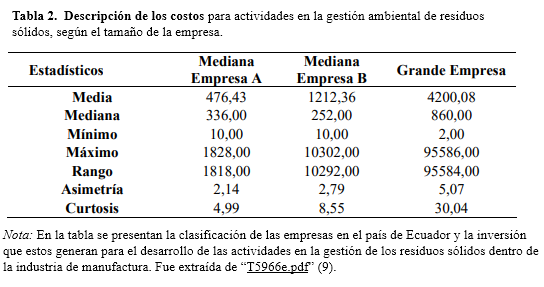 Tabla 2. Descripción de los costos para actividades en la gestión ambiental de residuos
sólidos, según el tamaño de la empresa.
Estadísticos Mediana Empresa A Mediana Empresa B Grande Empresa
Media 476,43 1212,36 4200,08
Mediana 336,00 252,00 860,00
Mínimo 10,00 10,00 2,00
Máximo 1828,00 10302,00 95586,00
Rango 1818,00 10292,00 95584,00
Asimetría 2,14 2,79 5,07
Curtosis 4,99 8,55 30,04
Nota: En la tabla se presentan la clasificación de las empresas en el país de Ecuador y la inversión
que estos generan para el desarrollo de las actividades en la gestión de los residuos sólidos dentro de
la industria de manufactura. Fue extraída de “T5966e.pdf” (9).